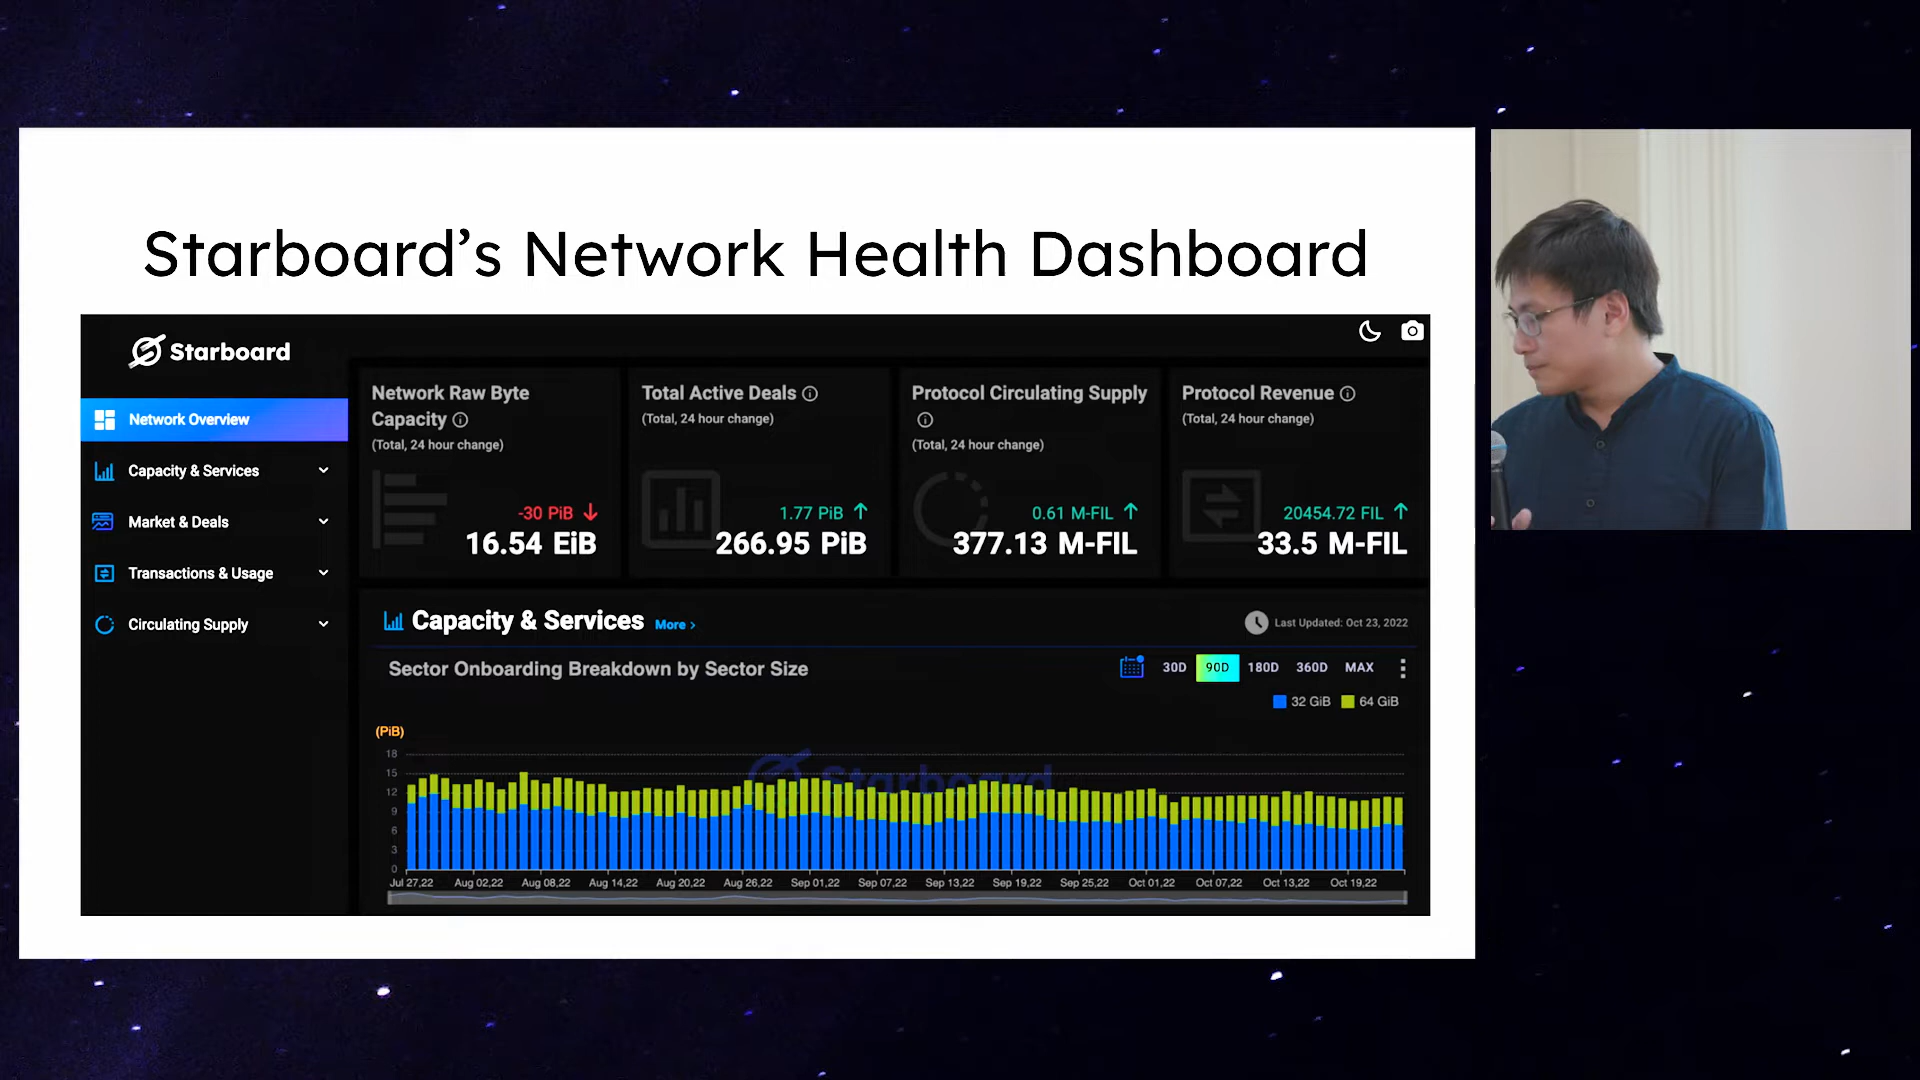 Starboard’s Network Health Dashboard
Starboard
Network Overview
Capacity & Services
Market & Deals
Transactions & Usage
Circulating Supply
Network Raw Byte
Capacity
(Total, 24 hour change)
-30 PiB
16.54 EiB
Total Active Deals
(Total, 24 hour change)
1.77 PiB
266.95 PiB
Protocol Circulating Supply
(Total, 24 hour change)
0.61 M-FIL
377.13 M-FIL
Protocol Revenue
(Total, 24 hour change)
20454.72 FIL
33.5 M-FIL
Capacity & Services More >
Last Updated: Oct 23, 2022
Sector Onboarding Breakdown by Sector Size
30D 90D 180D 360D MAX
32 GiB 64 GiB
(PiB)
18
15
12
9
6
3
0
Starboard
Jul 27,22 Aug 02,22 Aug 08,22 Aug 14,22 Aug 20,22 Aug 26,22 Sep 01,22 Sep 07,22 Sep 13,22 Sep 19,22 Sep 25,22 Oct 01,22 Oct 07,22 Oct 13,22 Oct 19,22